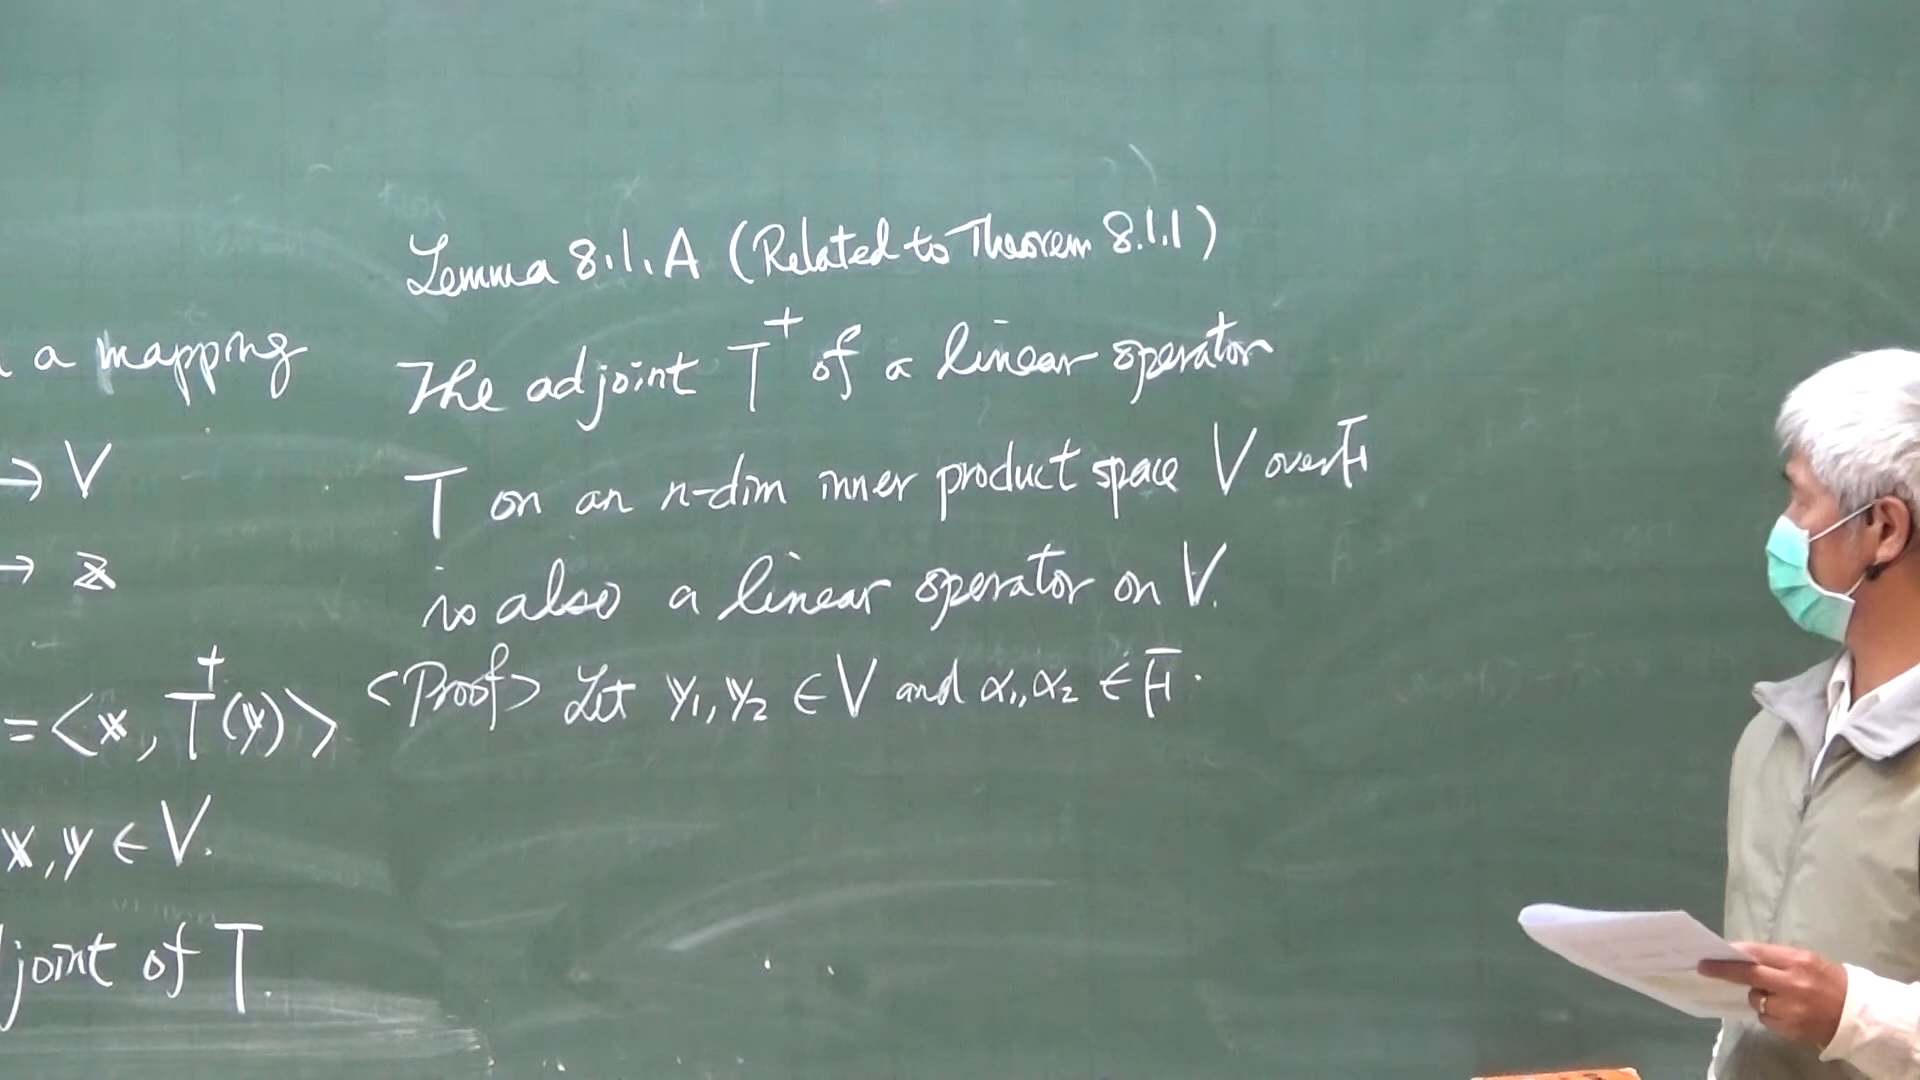 a mapping
→ V
→ z
= ⟨x, T†(y)⟩
x, y ∈ V.
joint of T.
Lemma 8.1.A (Related to Theorem 8.1.1)
The adjoint T† of a linear operator
T on an n-dim inner product space V over F
is also a linear operator on V.
<Proof> Let y₁, y₂ ∈ V and α₁, α₂ ∈ F.